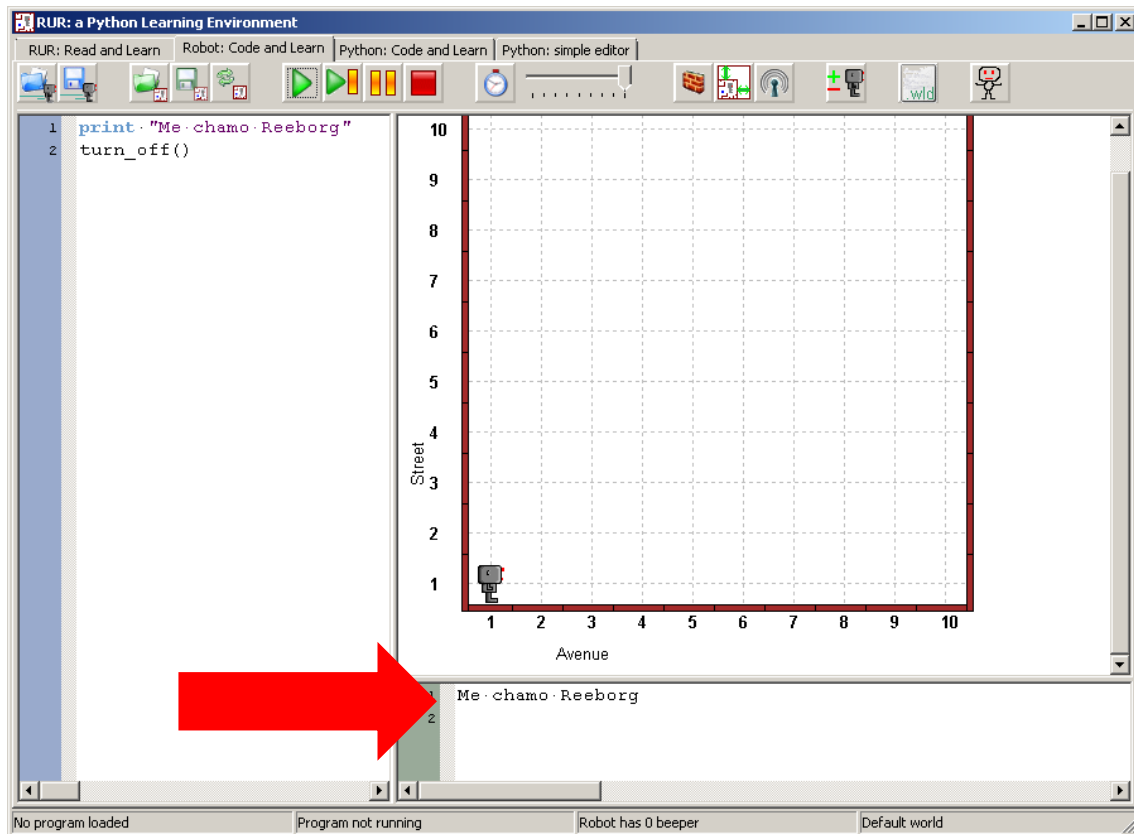 RUR: a Python Learning Environment
RUR: Read and Learn Robot: Code and Learn Python: Code and Learn Python: simple editor
.wld
1 print·"Me·chamo·Reeborg"
2 turn_off()
10
9
8
7
6
5
4
3
2
1
Street
1 2 3 4 5 6 7 8 9 10
Avenue
1 Me·chamo·Reeborg
2
No program loaded Program not running Robot has 0 beeper Default world